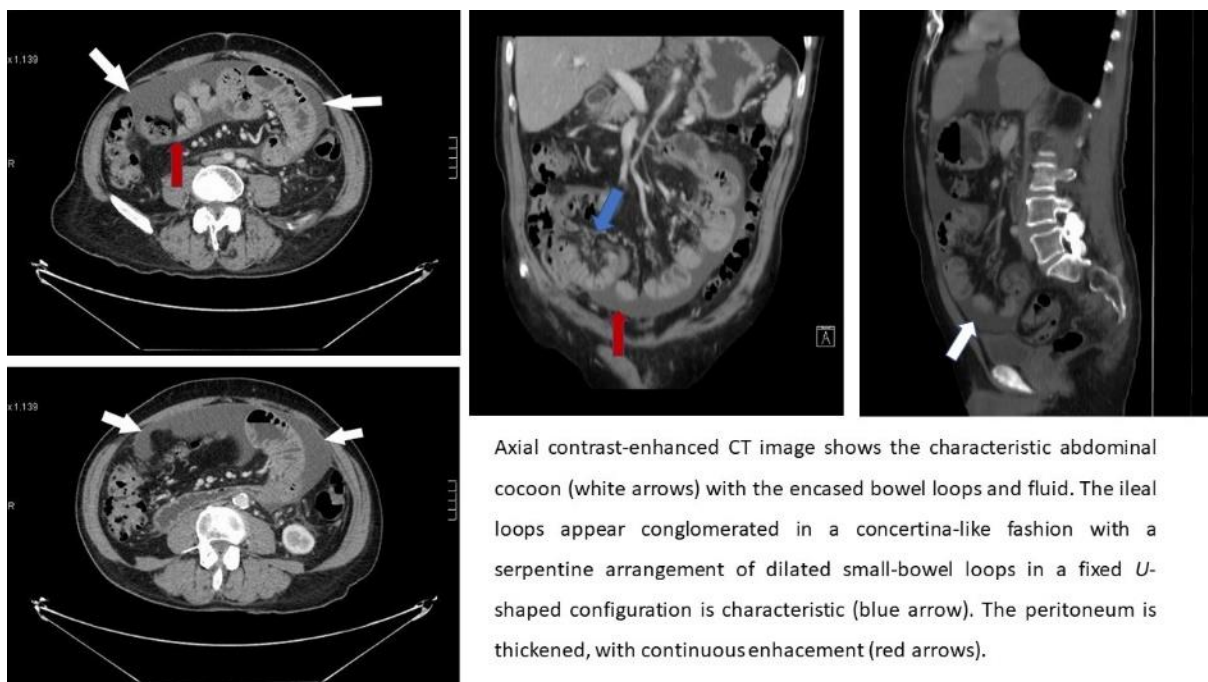 x 1.139
R
A
x 1.139
R
Axial contrast-enhanced CT image shows the characteristic abdominal
cocoon (white arrows) with the encased bowel loops and fluid. The ileal
loops appear conglomerated in a concertina-like fashion with a
serpentine arrangement of dilated small-bowel loops in a fixed U-
shaped configuration is characteristic (blue arrow). The peritoneum is
thickened, with continuous enhacement (red arrows).